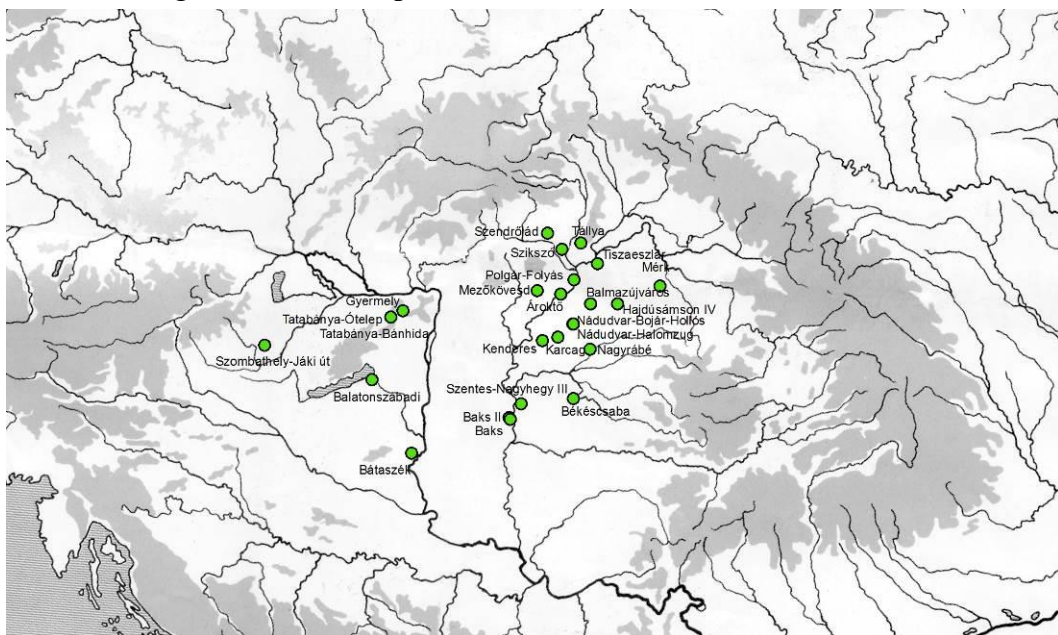 Szendrőlád
Tállya
Szikszó
Tiszaeszlár
Mérk
Polgár-Folyás
Mezőkövesd
Balmazújváros
Ároktő
Hajdúsámson IV
Gyermely
Tatabánya-Ótelep
Nádudvar-Bojár-Hollós
Tatabánya-Bánhida
Nádudvar-Halomzug
Kenderes
Karcag
Nagyrábé
Szombathely-Jáki út
Balatonszabadi
Szentes-Nagyhegy III
Békéscsaba
Baks II
Baks
Bátaszék